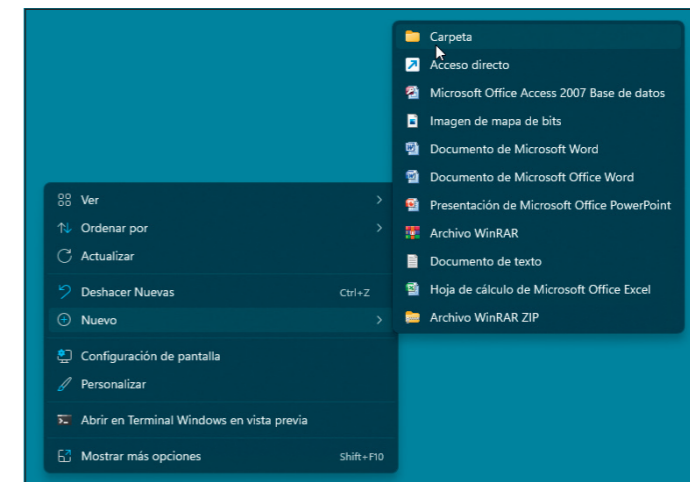 Carpeta
Acceso directo
Microsoft Office Access 2007 Base de datos
Imagen de mapa de bits
Documento de Microsoft Word
Documento de Microsoft Office Word
Presentación de Microsoft Office PowerPoint
Archivo WinRAR
Documento de texto
Hoja de cálculo de Microsoft Office Excel
Archivo WinRAR ZIP
Ver
Ordenar por
Actualizar
Deshacer Nuevas Ctrl+Z
Nuevo
Configuración de pantalla
Personalizar
Abrir en Terminal Windows en vista previa
Mostrar más opciones Shift+F10